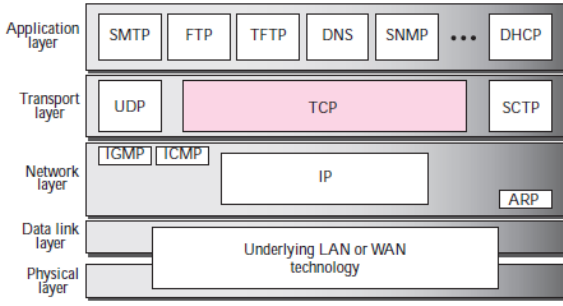 Application
layer
SMTP FTP TFTP DNS SNMP ••• DHCP
Transport
layer
UDP TCP SCTP
IGMP ICMP
Network
layer
IP
ARP
Data link
layer
Underlying LAN or WAN
technology
Physical
layer